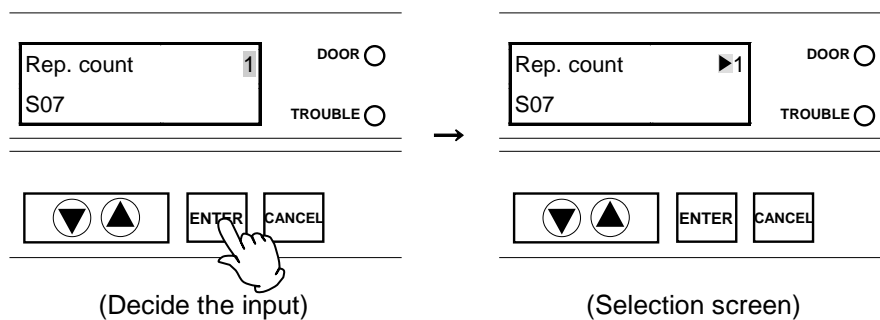 Rep. count 1
S07
DOOR
TROUBLE
ENTER CANCEL
(Decide the input)
→
Rep. count ▶1
S07
DOOR
TROUBLE
ENTER CANCEL
(Selection screen)